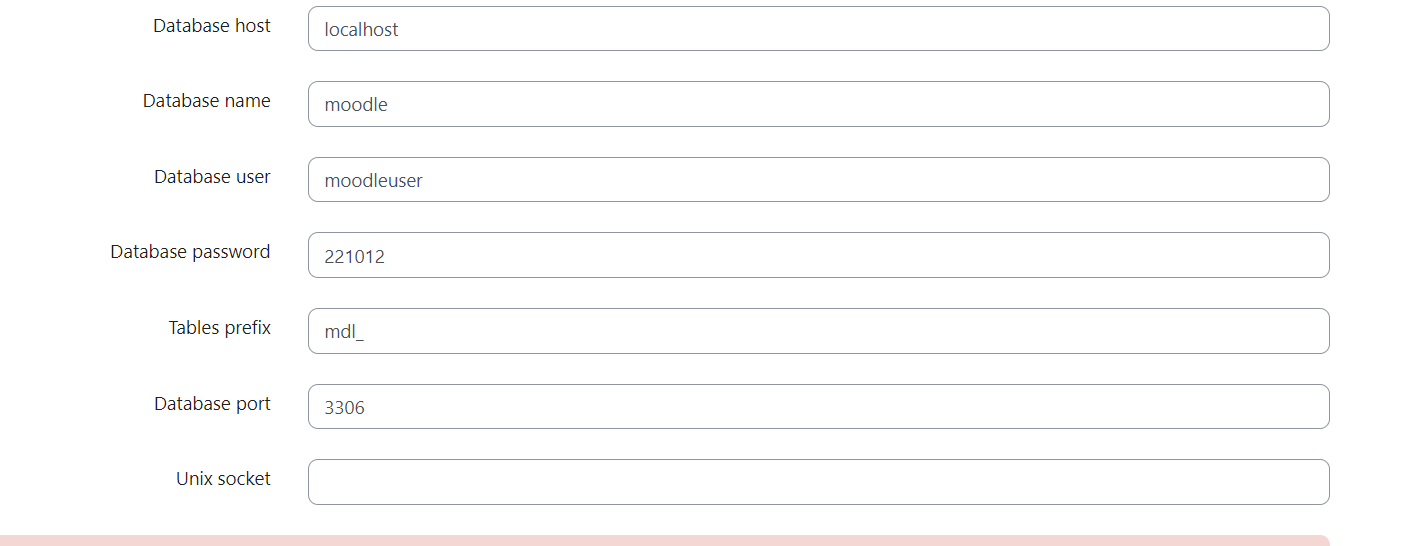 Database host localhost
Database name moodle
Database user moodleuser
Database password 221012
Tables prefix mdl_
Database port 3306
Unix socket